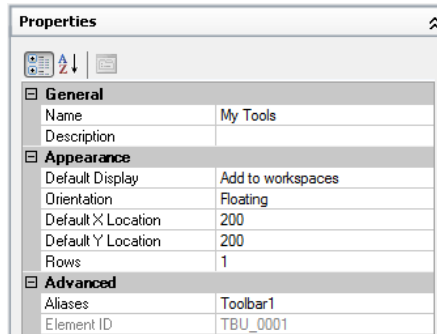 Properties
General
Name My Tools
Description
Appearance
Default Display Add to workspaces
Orientation Floating
Default X Location 200
Default Y Location 200
Rows 1
Advanced
Aliases Toolbar1
Element ID TBU_0001